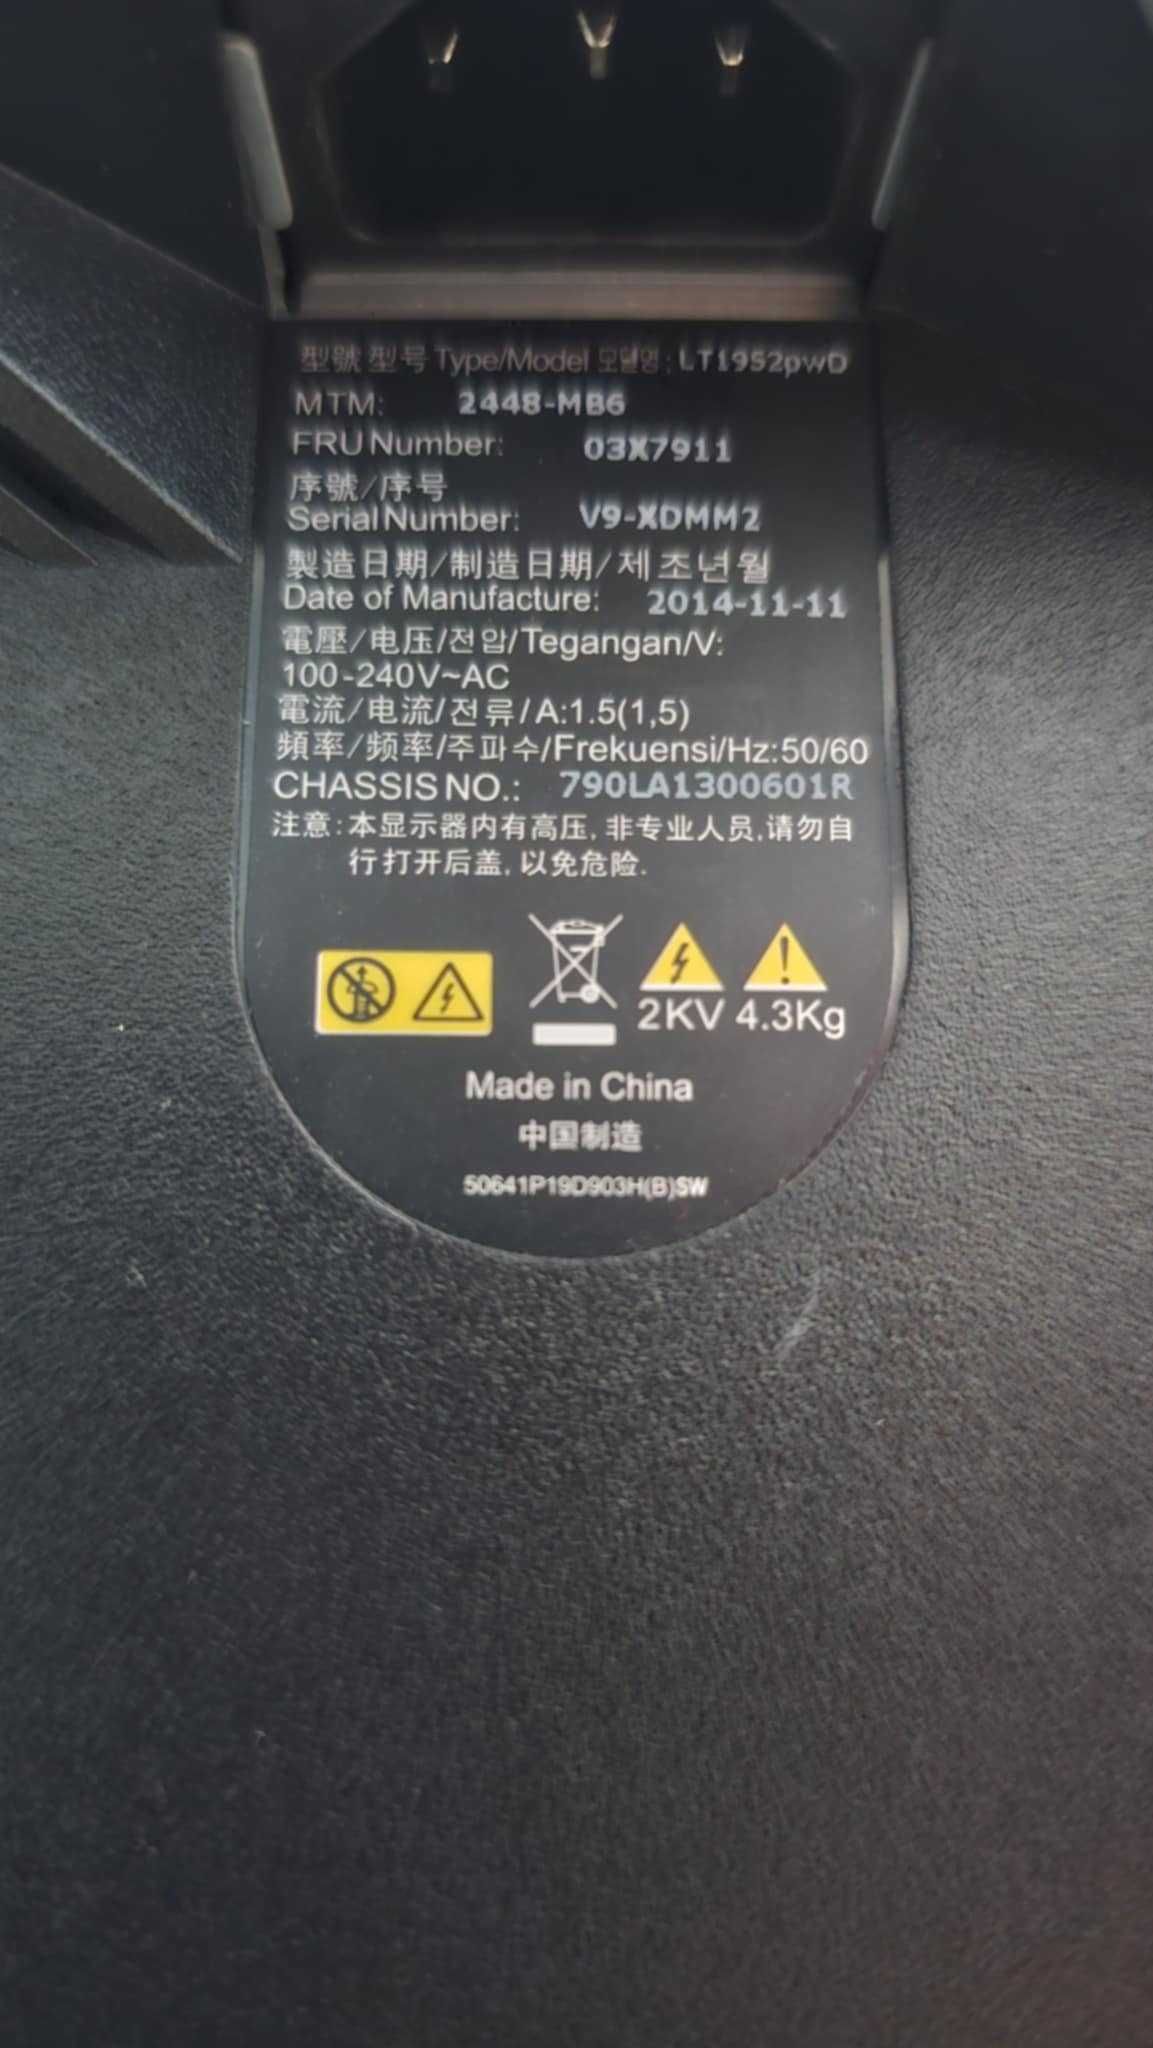 型號 型号 Type/Model 모델명: LT1952pwD
MTM: 2448-MB6
FRU Number: 03X7911
序號/序号
Serial Number: V9-XDMM2
製造日期/制造日期/제조년월
Date of Manufacture: 2014-11-11
電壓/电压/전압/Tegangan/V:
100-240V~AC
電流/电流/전류/A:1.5(1,5)
頻率/频率/주파수/Frekuensi/Hz:50/60
CHASSIS NO.: 790LA1300601R
注意:本显示器内有高压,非专业人员,请勿自
行打开后盖,以免危险.
2KV 4.3Kg
Made in China
中国制造
50641P19D903H(B)SW